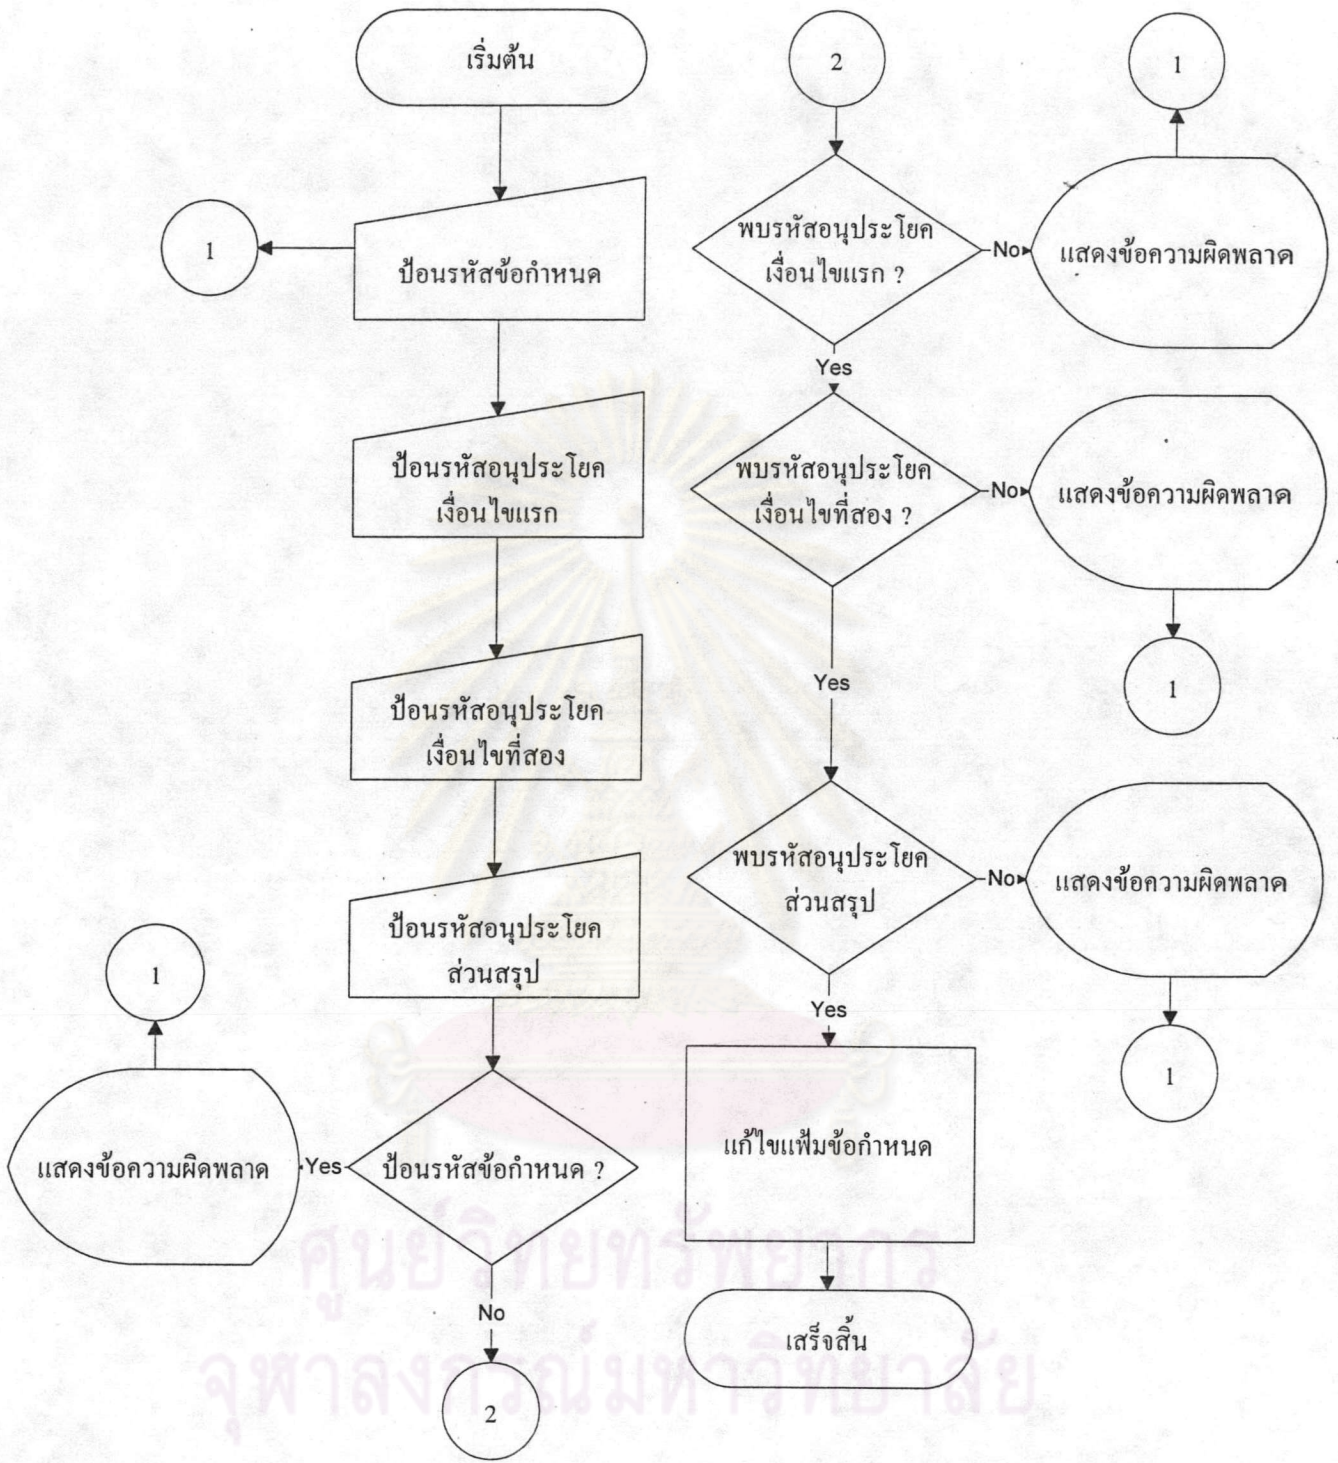 เริ่มต้น
1
ป้อนรหัสข้อกำหนด
ป้อนรหัสอนุประโยค
เงื่อนไขแรก
ป้อนรหัสอนุประโยค
เงื่อนไขที่สอง
ป้อนรหัสอนุประโยค
ส่วนสรุป
1
แสดงข้อความผิดพลาด
Yes
ป้อนรหัสข้อกำหนด ?
No
2
2
1
พบรหัสอนุประโยค
เงื่อนไขแรก ?
No
แสดงข้อความผิดพลาด
Yes
พบรหัสอนุประโยค
เงื่อนไขที่สอง ?
No
แสดงข้อความผิดพลาด
1
Yes
พบรหัสอนุประโยค
ส่วนสรุป
No
แสดงข้อความผิดพลาด
1
Yes
แก้ไขแฟ้มข้อกำหนด
เสร็จสิ้น
ศูนย์วิทยทรัพยากร
จุฬาลงกรณ์มหาวิทยาลัย